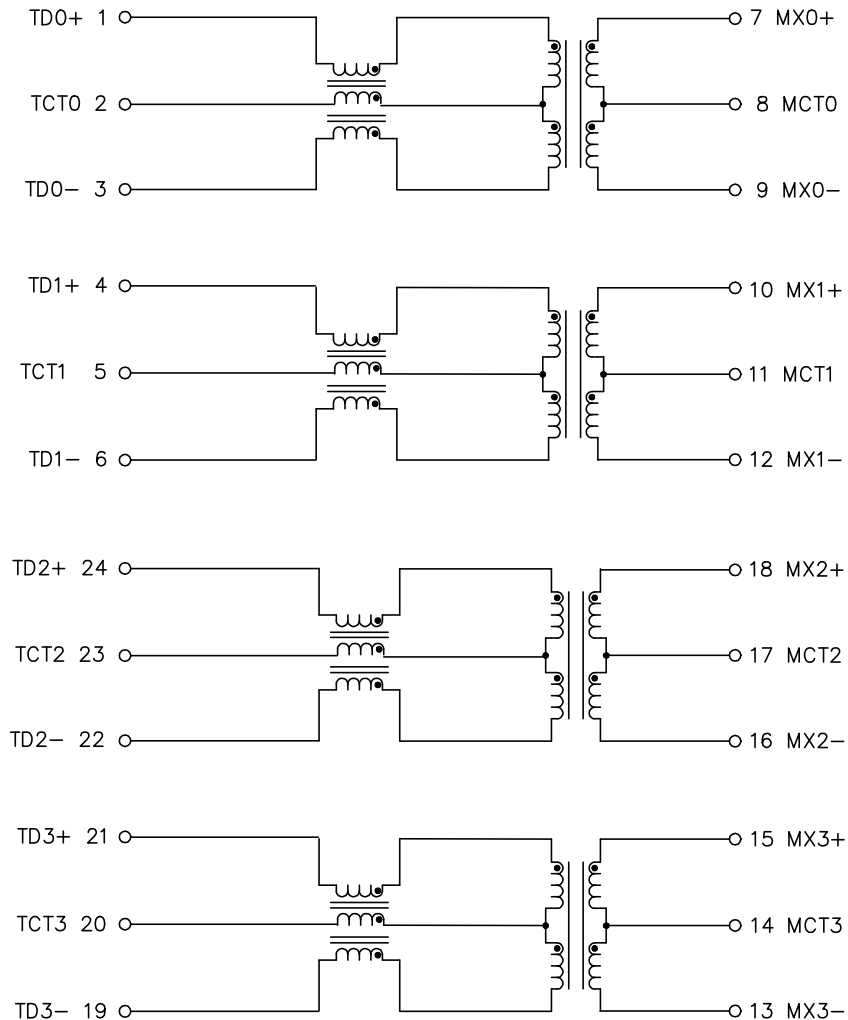 TD0+ 1 7 MX0+
TCT0 2 8 MCT0
TD0− 3 9 MX0−
TD1+ 4 10 MX1+
TCT1 5 11 MCT1
TD1− 6 12 MX1−
TD2+ 24 18 MX2+
TCT2 23 17 MCT2
TD2− 22 16 MX2−
TD3+ 21 15 MX3+
TCT3 20 14 MCT3
TD3− 19 13 MX3−